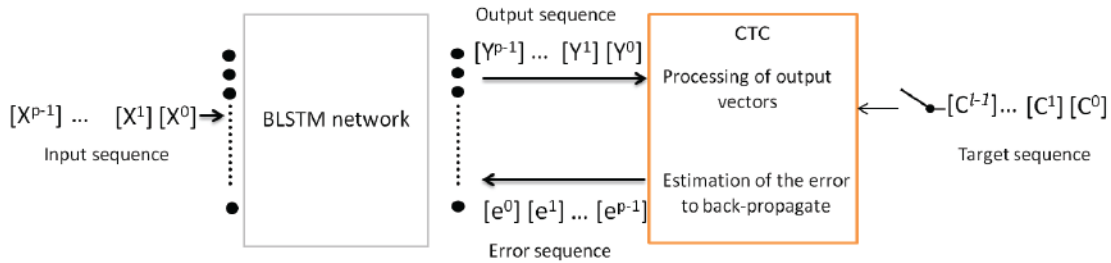 Output sequence
[Y^{p-1}] ... [Y^1] [Y^0]
CTC
Processing of output
vectors
[X^{p-1}] ... [X^1] [X^0]
Input sequence
BLSTM network
[C^{l-1}]... [C^1] [C^0]
Target sequence
Estimation of the error
to back-propagate
[e^0] [e^1] ... [e^{p-1}]
Error sequence